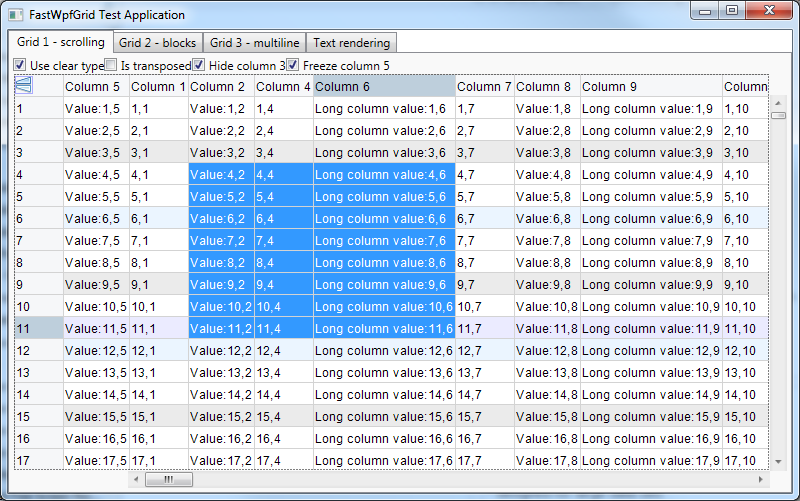 FastWpfGrid Test Application
Grid 1 - scrolling Grid 2 - blocks Grid 3 - multiline Text rendering
Use clear type Is transposed Hide column 3 Freeze column 5
Column 5 Column 1 Column 2 Column 4 Column 6 Column 7 Column 8 Column 9 Column
1 Value:1,5 1,1 Value:1,2 1,4 Long column value:1,6 1,7 Value:1,8 Long column value:1,9 1,10
2 Value:2,5 2,1 Value:2,2 2,4 Long column value:2,6 2,7 Value:2,8 Long column value:2,9 2,10
3 Value:3,5 3,1 Value:3,2 3,4 Long column value:3,6 3,7 Value:3,8 Long column value:3,9 3,10
4 Value:4,5 4,1 Value:4,2 4,4 Long column value:4,6 4,7 Value:4,8 Long column value:4,9 4,10
5 Value:5,5 5,1 Value:5,2 5,4 Long column value:5,6 5,7 Value:5,8 Long column value:5,9 5,10
6 Value:6,5 6,1 Value:6,2 6,4 Long column value:6,6 6,7 Value:6,8 Long column value:6,9 6,10
7 Value:7,5 7,1 Value:7,2 7,4 Long column value:7,6 7,7 Value:7,8 Long column value:7,9 7,10
8 Value:8,5 8,1 Value:8,2 8,4 Long column value:8,6 8,7 Value:8,8 Long column value:8,9 8,10
9 Value:9,5 9,1 Value:9,2 9,4 Long column value:9,6 9,7 Value:9,8 Long column value:9,9 9,10
10 Value:10,5 10,1 Value:10,2 10,4 Long column value:10,6 10,7 Value:10,8 Long column value:10,9 10,10
11 Value:11,5 11,1 Value:11,2 11,4 Long column value:11,6 11,7 Value:11,8 Long column value:11,9 11,10
12 Value:12,5 12,1 Value:12,2 12,4 Long column value:12,6 12,7 Value:12,8 Long column value:12,9 12,10
13 Value:13,5 13,1 Value:13,2 13,4 Long column value:13,6 13,7 Value:13,8 Long column value:13,9 13,10
14 Value:14,5 14,1 Value:14,2 14,4 Long column value:14,6 14,7 Value:14,8 Long column value:14,9 14,10
15 Value:15,5 15,1 Value:15,2 15,4 Long column value:15,6 15,7 Value:15,8 Long column value:15,9 15,10
16 Value:16,5 16,1 Value:16,2 16,4 Long column value:16,6 16,7 Value:16,8 Long column value:16,9 16,10
17 Value:17,5 17,1 Value:17,2 17,4 Long column value:17,6 17,7 Value:17,8 Long column value:17,9 17,10